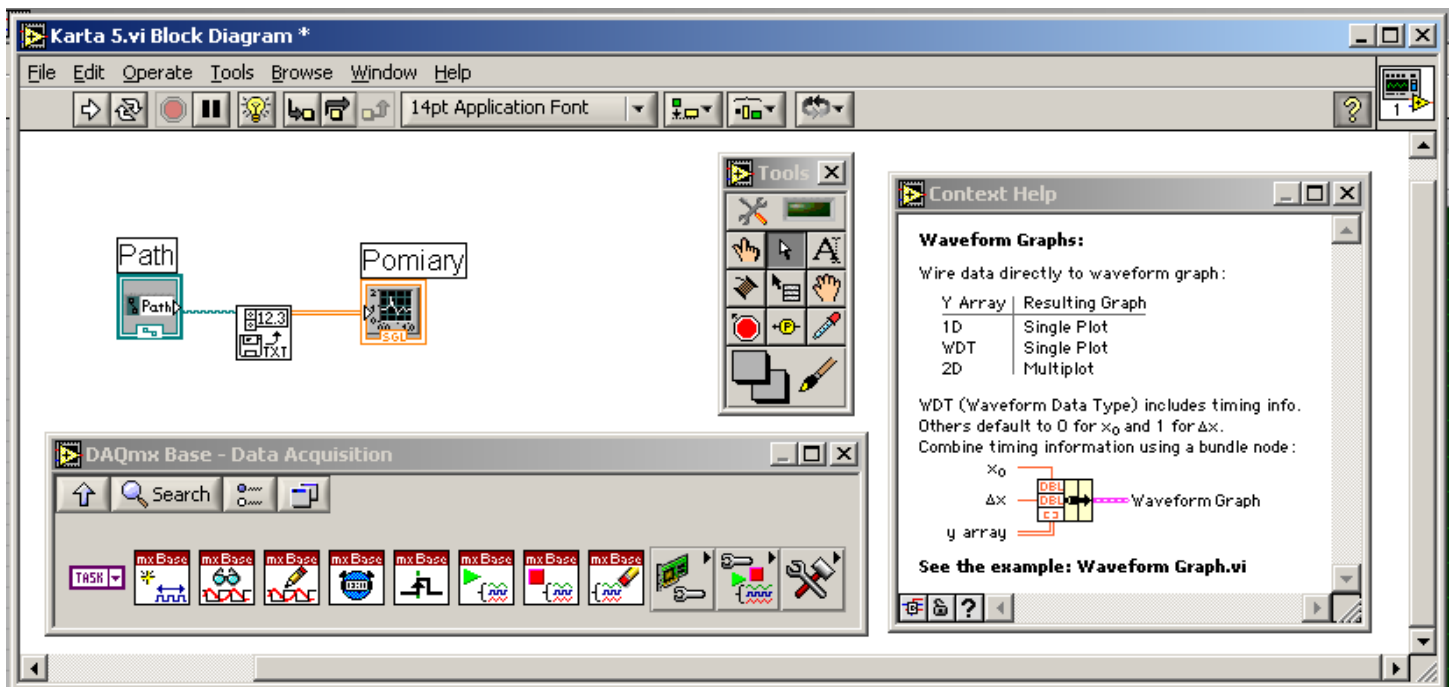 Karta 5.vi Block Diagram *
File Edit Operate Tools Browse Window Help
14pt Application Font
?
1
Path
Path
12.3
TXT
Pomiary
2
SGL
Tools
A
P
DAQmx Base - Data Acquisition
Search
TASK
mx Base mx Base mx Base mx Base mx Base mx Base mx Base mx Base
Context Help
Waveform Graphs:
Wire data directly to waveform graph:
Y Array Resulting Graph
1D Single Plot
WDT Single Plot
2D Multiplot
WDT (Waveform Data Type) includes timing info.
Others default to 0 for x₀ and 1 for Δx.
Combine timing information using a bundle node:
x₀
DBL
Δx DBL Waveform Graph
y array
See the example: Waveform Graph.vi
?